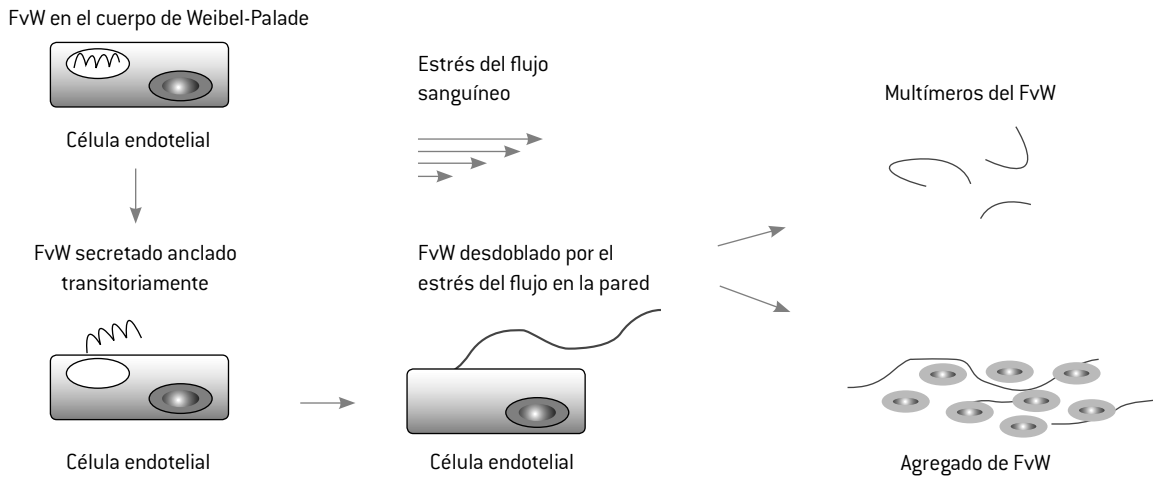 FvW en el cuerpo de Weibel-Palade
Célula endotelial
FvW secretado anclado
transitoriamente
Célula endotelial
Estrés del flujo
sanguíneo
FvW desdoblado por el
estrés del flujo en la pared
Célula endotelial
Multímeros del FvW
Agregado de FvW